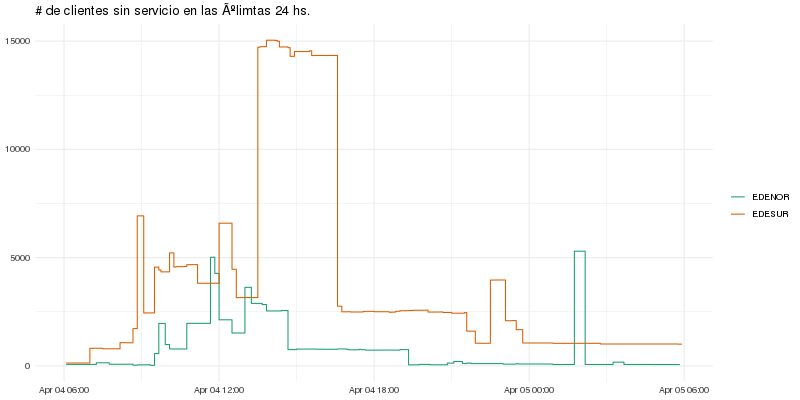 # de clientes sin servicio en las Ãºlimtas 24 hs.
15000
10000
5000
0
Apr 04 06:00
Apr 04 12:00
Apr 04 18:00
Apr 05 00:00
Apr 05 06:00
EDENOR
EDESUR